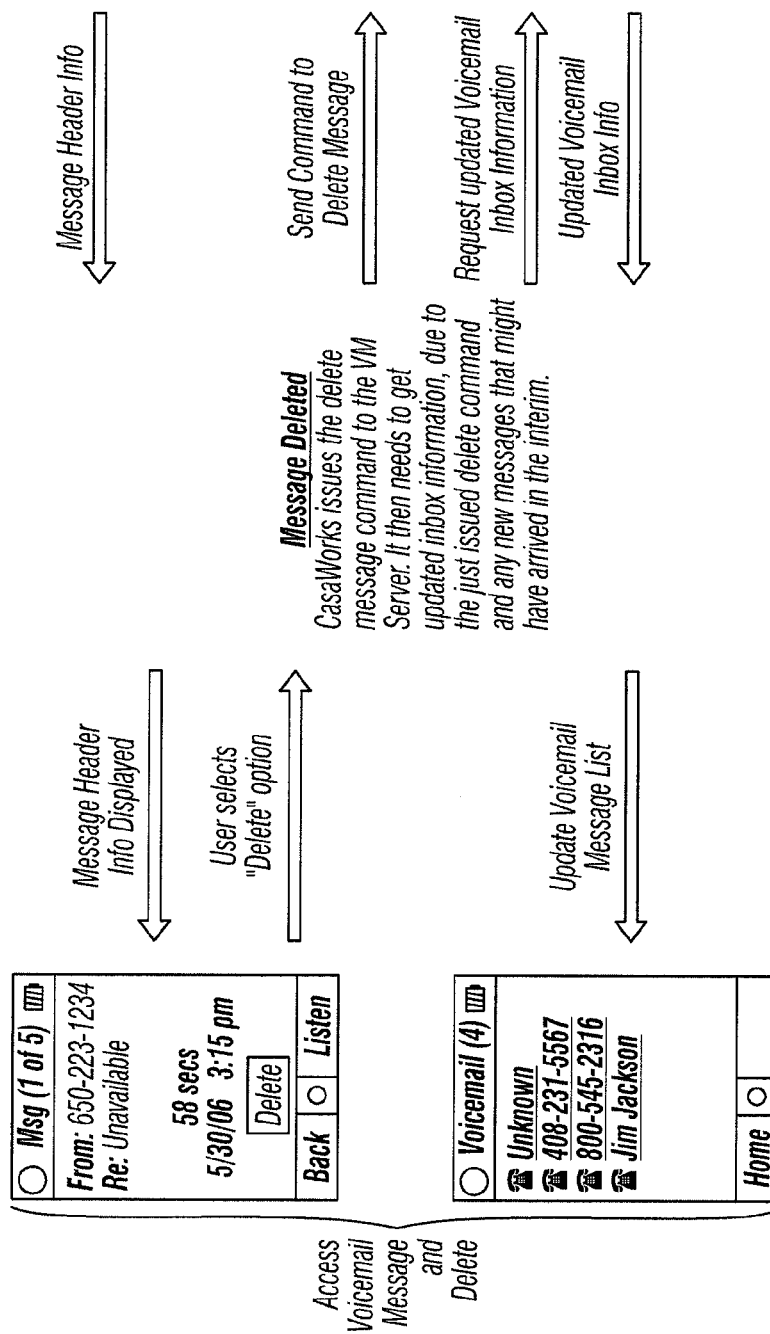 Access
Voicemail
Message
and
Delete
Msg (1 of 5)
From: 650-223-1234
Re: Unavailable
58 secs
5/30/06 3:15 pm
Delete
Back
Listen
Message Header
Info Displayed
User selects
"Delete" option
Message Header Info
Message Deleted
CasaWorks issues the delete
message command to the VM
Server. It then needs to get
updated inbox information, due to
the just issued delete command
and any new messages that might
have arrived in the interim.
Send Command to
Delete Message
Request updated Voicemail
Inbox Information
Updated Voicemail
Inbox Info
Update Voicemail
Message List
Voicemail (4)
Unknown
408-231-5567
800-545-2316
Jim Jackson
Home